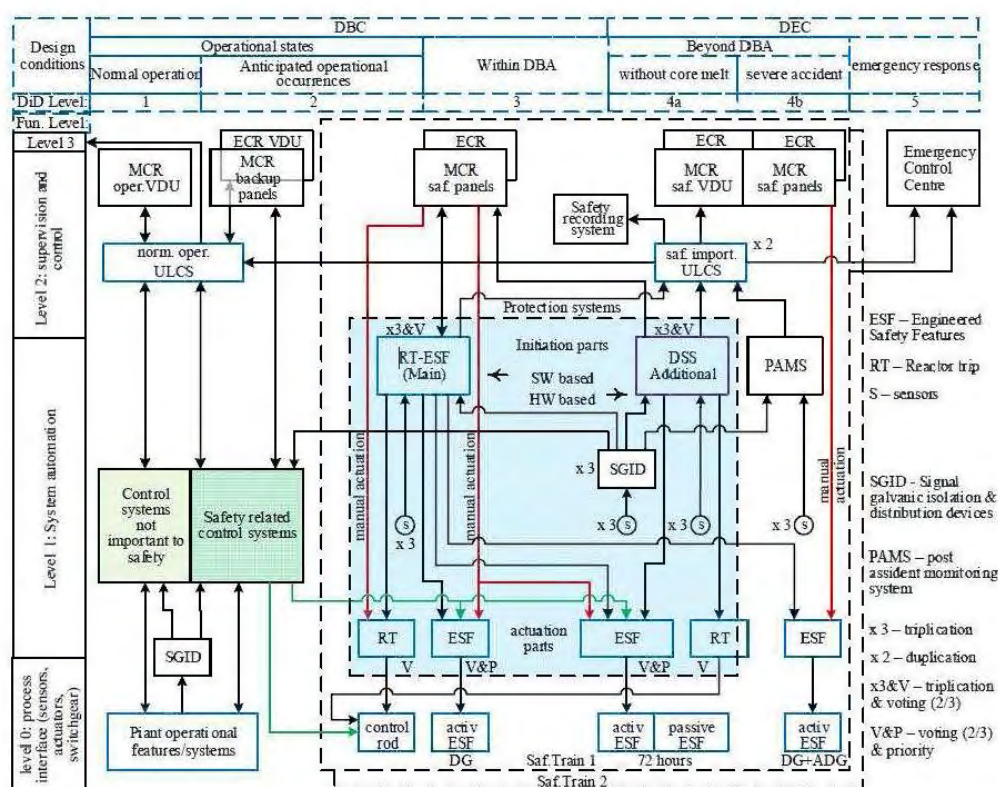 DBC
DEC
Design
conditions
Operational states
Beyond DBA
Normal operation
Anticipated operational
occurrences
Within DBA
without core melt
severe accident
emergency response
DiD Level:
1
2
3
4a
4b
5
Fun. Level:
Level 3
Level 2: supervision and
control
Level 1: System automation
level 0: process
interface (sensors,
actuators,
switchgear)
MCR
oper.VDU
ECR VDU
MCR
backup
panels
ECR
MCR
saf. panels
ECR
MCR
saf. VDU
ECR
MCR
saf. panels
Emergency
Control
Centre
Safety
recording
system
norm. oper.
ULCS
saf. import.
ULCS
x 2
Protection systems
x3&V
x3&V
RT-ESF
(Main)
Initiation parts
SW based
HW based
DSS
Additional
PAMS
manual actuation
manual actuation
manual
actuation
x 3
SGID
S
x 3
x 3
S
x 3
S
x 3
S
Control
systems
not
important to
safety
Safety related
control systems
SGID
RT
ESF
actuation
parts
ESF
RT
ESF
V
V&P
V&P
V
Piant operational
features/systems
control
rod
activ
ESF
activ
ESF
passive
ESF
activ
ESF
DG
Saf.Train 1
72 hours
DG+ADG
Saf.Train 2
ESF – Engineered
Safety Features
RT – Reactor trip
S – sensors
SGID - Signal
galvanic isolation &
distribution devices
PAMS – post
assident momitoring
system
x 3 – triplication
x 2 – duplication
x3&V – triplication
& voting (2/3)
V&P – voting (2/3)
& priority